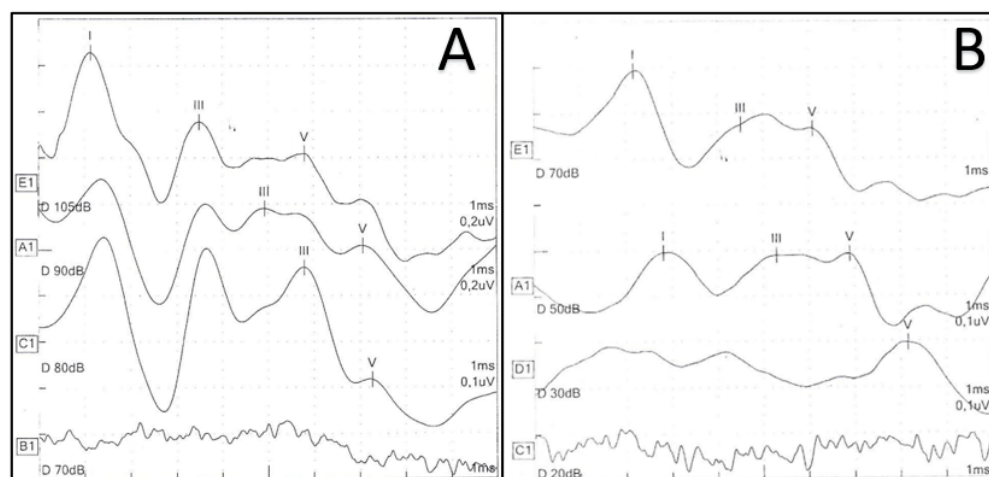 A
I
III
V
E1
D 105dB
1ms
0,2uV
III
V
A1
D 90dB
1ms
0,2uV
III
V
C1
D 80dB
1ms
0,1uV
B1
D 70dB
1ms
B
I
III
V
E1
D 70dB
1ms
I
III
V
A1
D 50dB
1ms
0,1uV
V
D1
D 30dB
1ms
0,1uV
C1
D 20dB
1ms